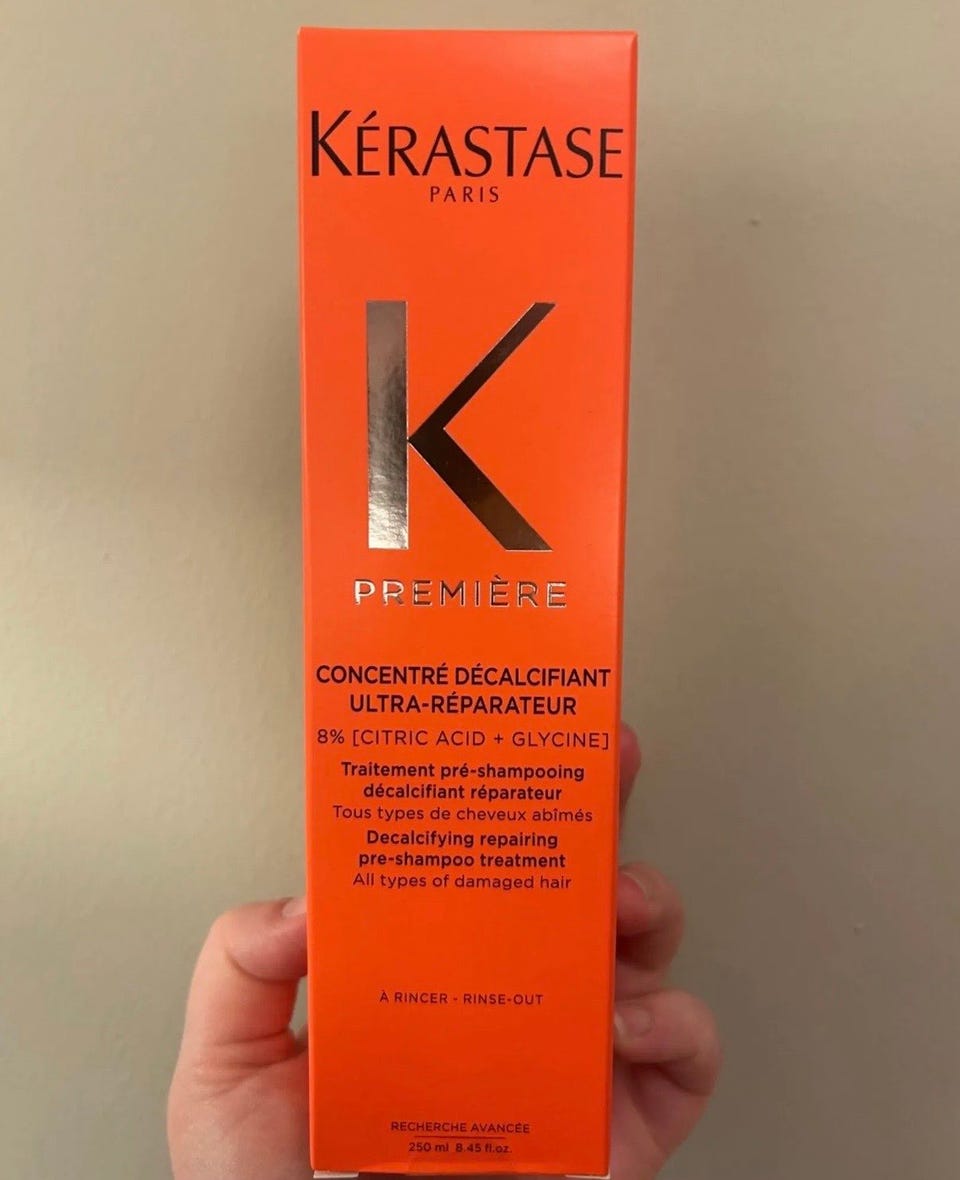 KÉRASTASE
PARIS
K
PREMIÈRE
CONCENTRÉ DÉCALCIFIANT
ULTRA-RÉPARATEUR
8% [CITRIC ACID + GLYCINE]
Traitement pré-shampooing
décalcifiant réparateur
Tous types de cheveux abîmés
Decalcifying repairing
pre-shampoo treatment
All types of damaged hair
À RINCER - RINSE-OUT
RECHERCHE AVANCÉE
250 ml 8.45 fl.oz.